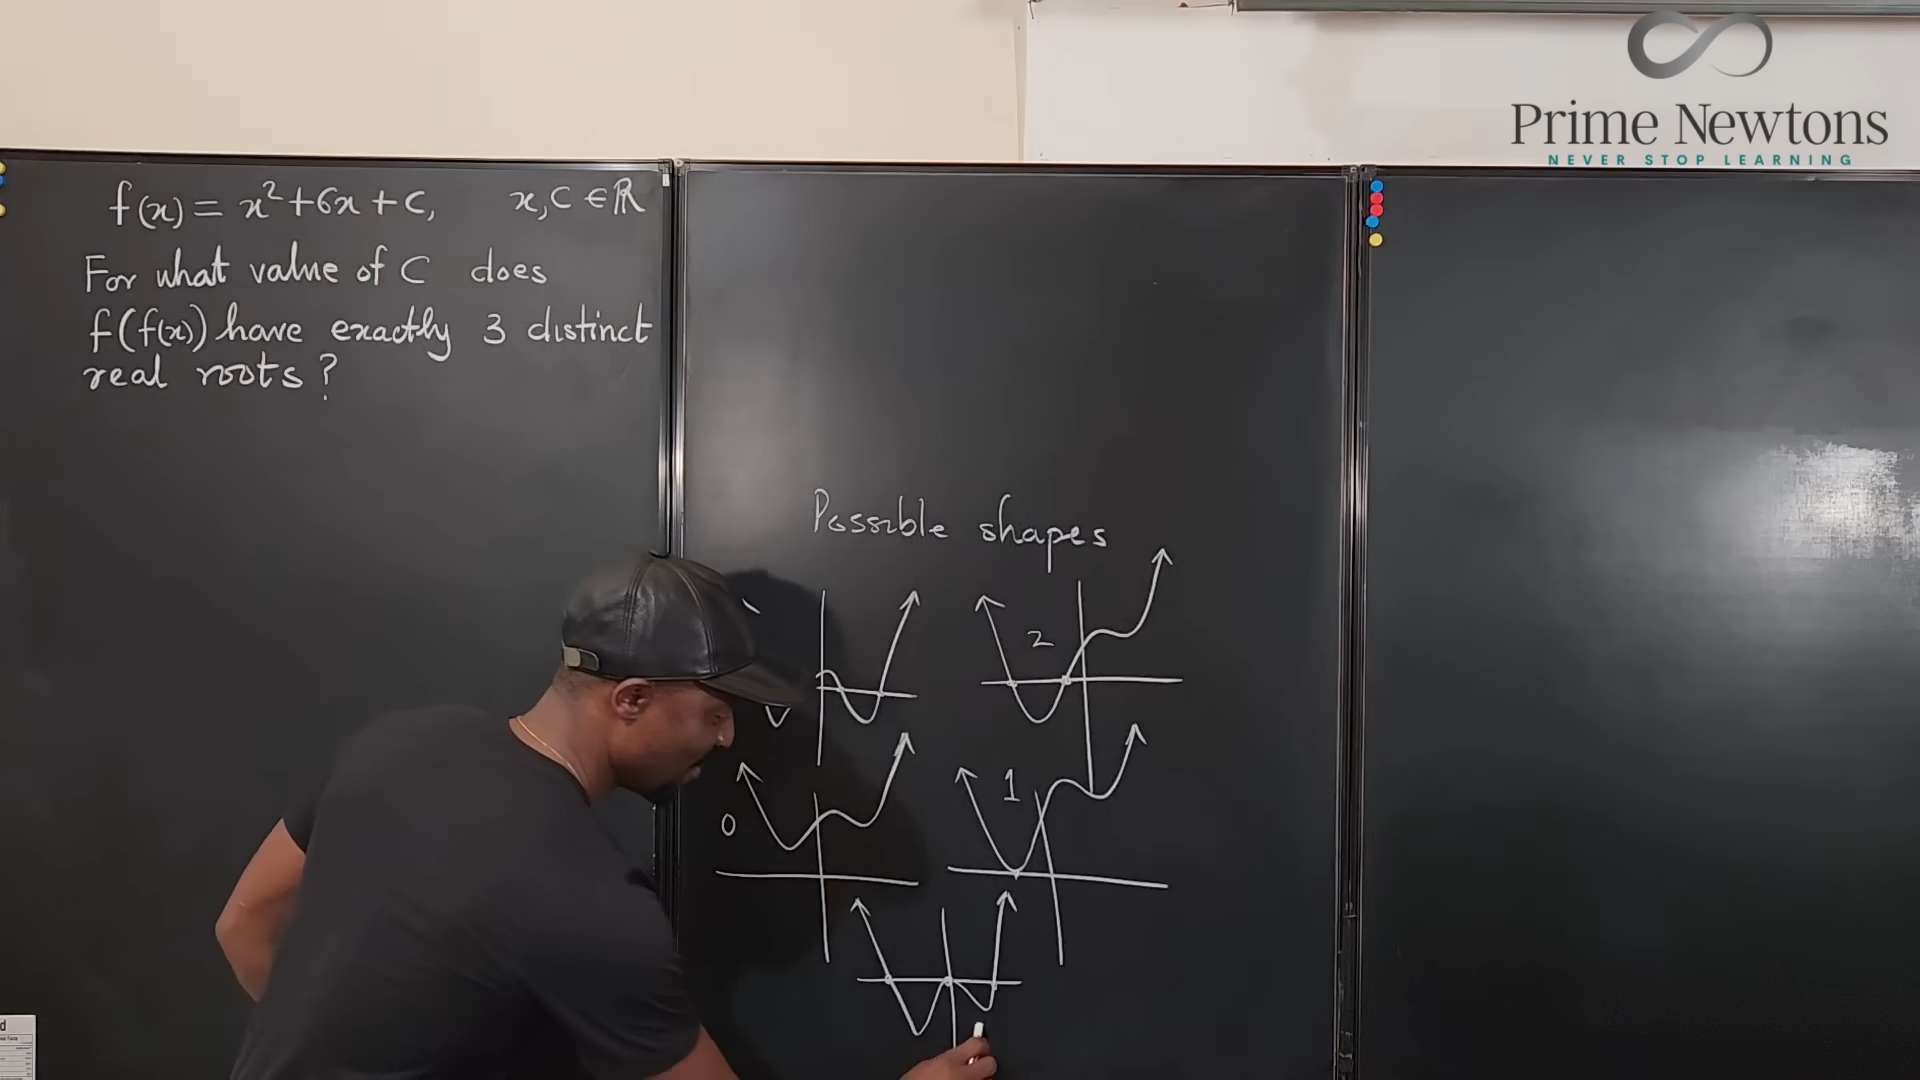 Prime Newtons
NEVER STOP LEARNING
f(x) = x²+6x+C, x,C ∈ ℝ
For what value of C does
f(f(x)) have exactly 3 distinct
real roots?
Possible shapes
2
0
1